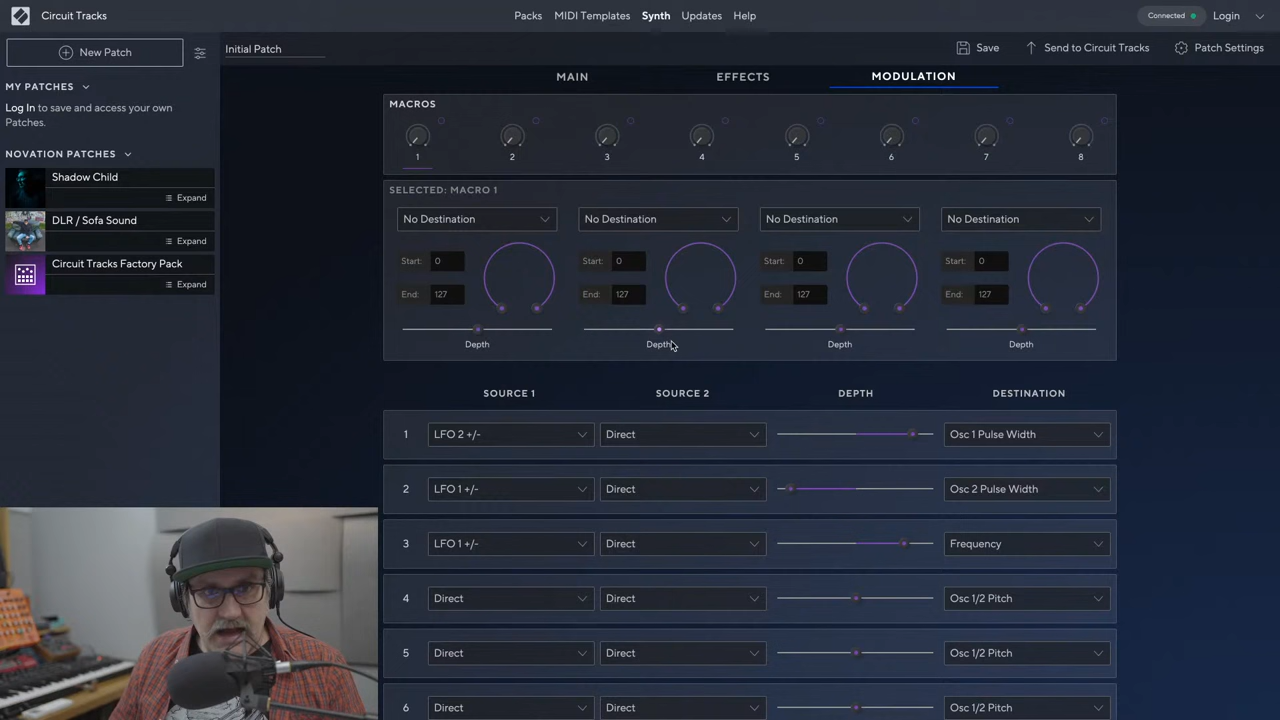 Circuit Tracks
Packs MIDI Templates Synth Updates Help
Connected
Login
New Patch
Initial Patch
Save
Send to Circuit Tracks
Patch Settings
MY PATCHES
Log In to save and access your own
Patches.
NOVATION PATCHES
Shadow Child
Expand
DLR / Sofa Sound
Expand
Circuit Tracks Factory Pack
Expand
MAIN EFFECTS MODULATION
MACROS
1 2 3 4 5 6 7 8
SELECTED: MACRO 1
No Destination No Destination No Destination No Destination
Start: 0 Start: 0 Start: 0 Start: 0
End: 127 End: 127 End: 127 End: 127
Depth Depth Depth Depth
SOURCE 1 SOURCE 2 DEPTH DESTINATION
1 LFO 2 +/- Direct Osc 1 Pulse Width
2 LFO 1 +/- Direct Osc 2 Pulse Width
3 LFO 1 +/- Direct Frequency
4 Direct Direct Osc 1/2 Pitch
5 Direct Direct Osc 1/2 Pitch
6 Direct Direct Osc 1/2 Pitch